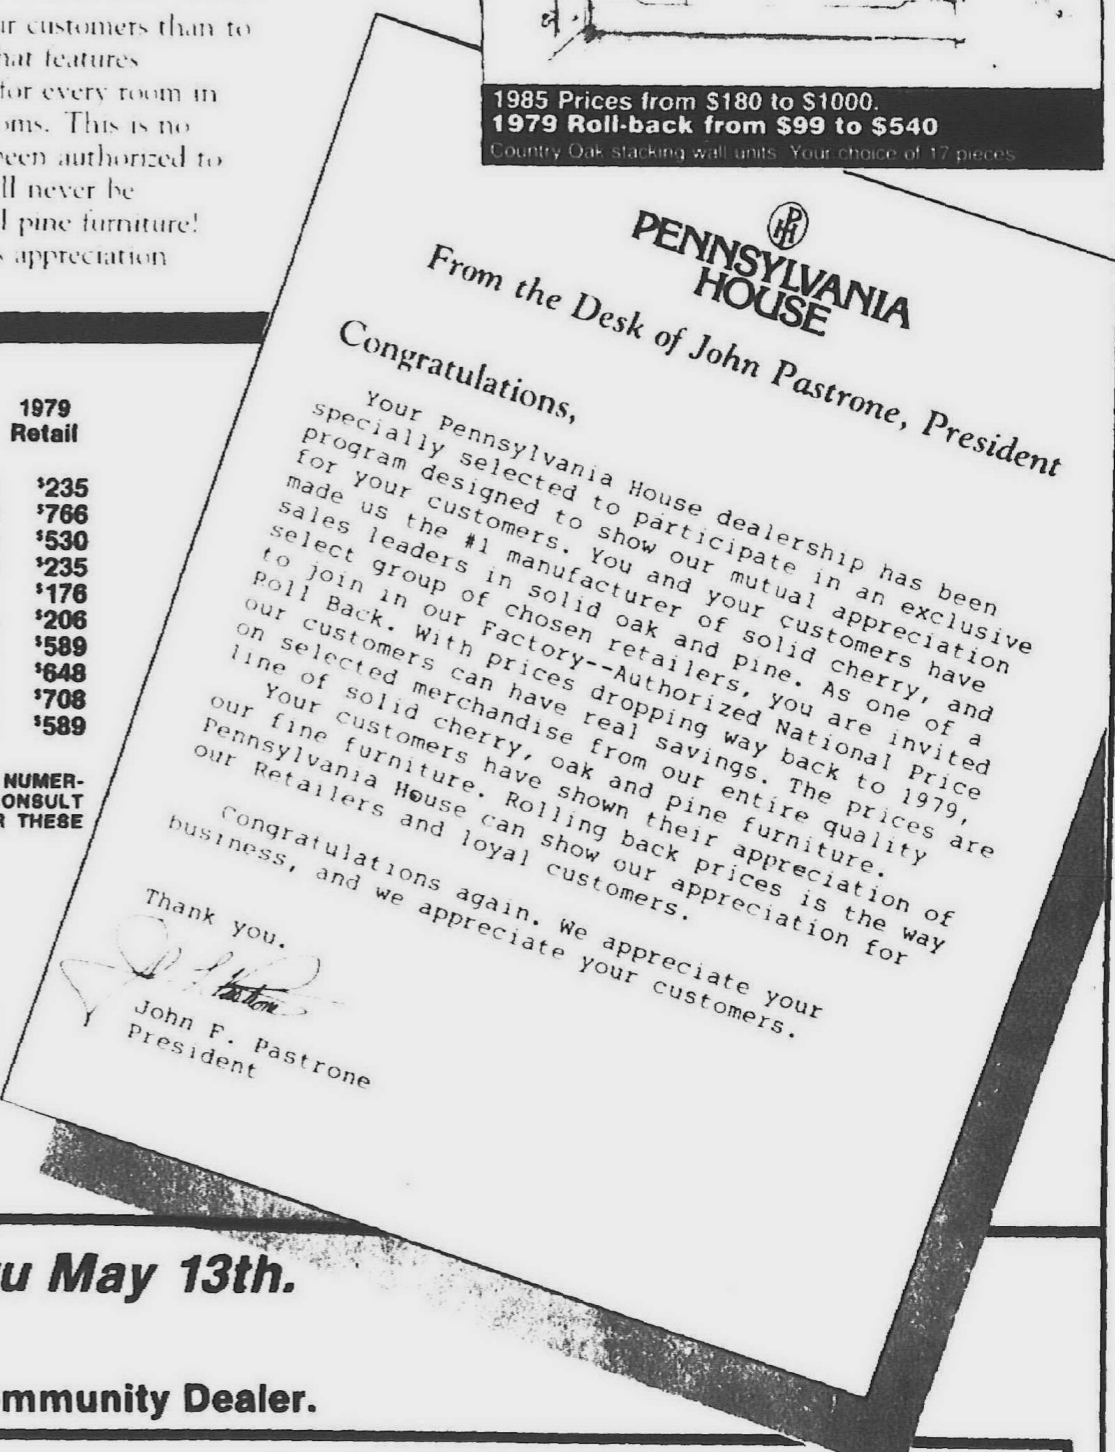 ur customers than to
hat features
for every room in
oms. This is no
been authorized to
ll never be
l pine furniture!
s appreciation
1985 Prices from $180 to $1000.
1979 Roll-back from $99 to $540
Country Oak stacking wall units. Your choice of 17 pieces
1979
Retail
$235
$766
$530
$235
$176
$206
$589
$648
$708
$589
NUMER-
ONSULT
R THESE
PENNSYLVANIA
HOUSE
From the Desk of John Pastrone, President
Congratulations,
Your Pennsylvania House dealership has been
specially selected to participate in an exclusive
program designed to show our mutual appreciation
for your customers. You and your customers have
made us the #1 manufacturer of solid cherry, and
sales leaders in solid oak and pine. As one of a
select group of chosen retailers, you are invited
to join in our Factory--Authorized National Price
Roll Back. With prices dropping way back to 1979,
our customers can have real savings. The prices are
on selected merchandise from our entire quality
line of solid cherry, oak and pine furniture.
Your customers have shown their appreciation of
our fine furniture. Rolling back prices is the way
Pennsylvania House can show our appreciation for
our Retailers and loyal customers.
Congratulations again. We appreciate your
business, and we appreciate your customers.
Thank you.
John F. Pastrone
President
u May 13th.
mmunity Dealer.